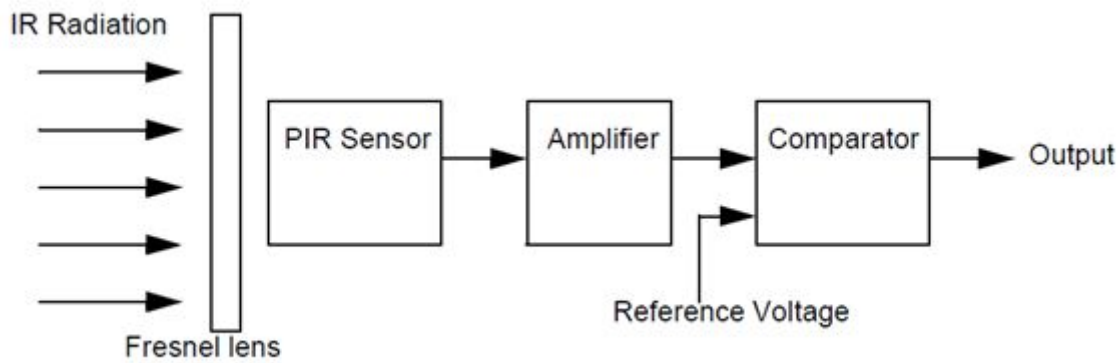 IR Radiation
PIR Sensor
Amplifier
Comparator
Output
Reference Voltage
Fresnel lens